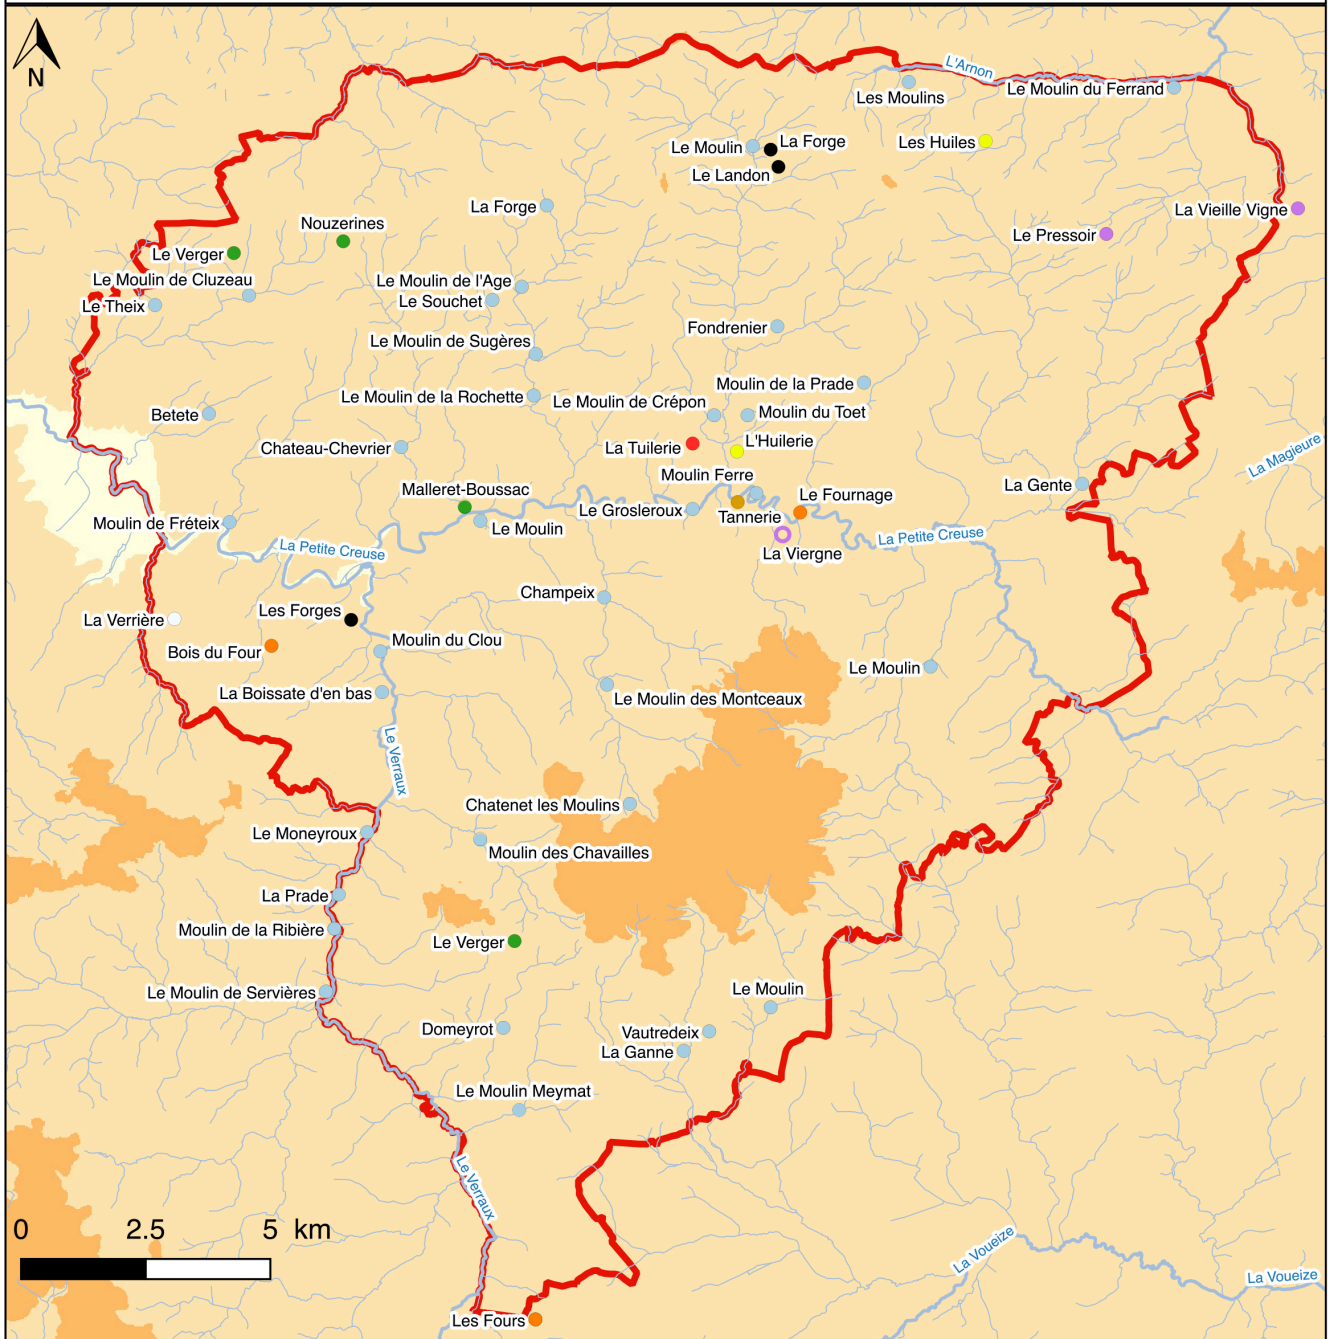 N
L'Arnon
Les Moulins
Le Moulin du Ferrand
Le Moulin
La Forge
Les Huiles
Le Landon
La Forge
La Vieille Vigne
Nouzerines
Le Pressoir
Le Verger
Le Moulin de Cluzeau
Le Moulin de l'Age
Le Theix
Le Souchet
Fondrenier
Le Moulin de Sugères
Moulin de la Prade
Le Moulin de la Rochette
Le Moulin de Crépon
Betete
Moulin du Toet
La Tuilerie
L'Huilerie
Chateau-Chevrier
La Magieure
Moulin Ferre
La Gente
Malleret-Boussac
Le Fournage
Le Grosleroux
Tannerie
Moulin de Fréteix
Le Moulin
La Petite Creuse
La Petite Creuse
La Viergne
Champeix
Les Forges
La Verrière
Moulin du Clou
Bois du Four
Le Moulin
La Boissate d'en bas
Le Moulin des Montceaux
Le Verraux
Chatenet les Moulins
Le Moneyroux
Moulin des Chavailles
La Prade
Moulin de la Ribière
Le Verger
Le Moulin de Servières
Le Moulin
Domeyrot
Vautredeix
La Ganne
Le Moulin Meymat
Le Verraux
0 2.5 5 km
La Voueize
La Voueize
Les Fours